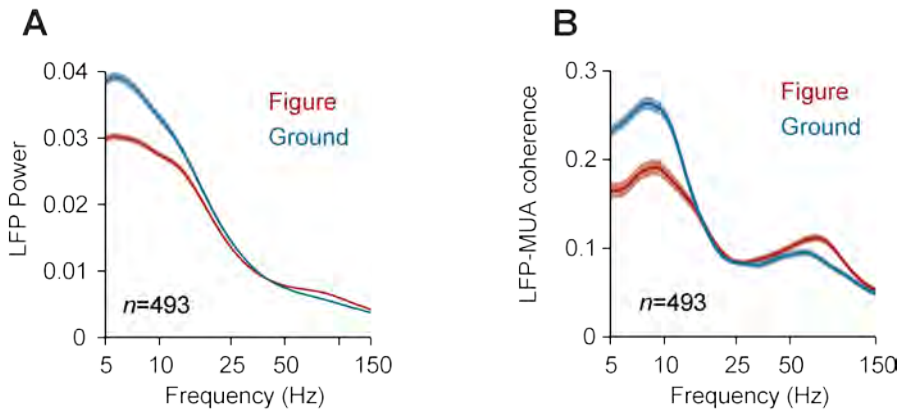 A
LFP Power
0.04
0.03
0.02
0.01
0
Figure
Ground
n=493
5 10 25 50 150
Frequency (Hz)
B
LFP-MUA coherence
0.3
0.2
0.1
0
Figure
Ground
n=493
5 10 25 50 150
Frequency (Hz)